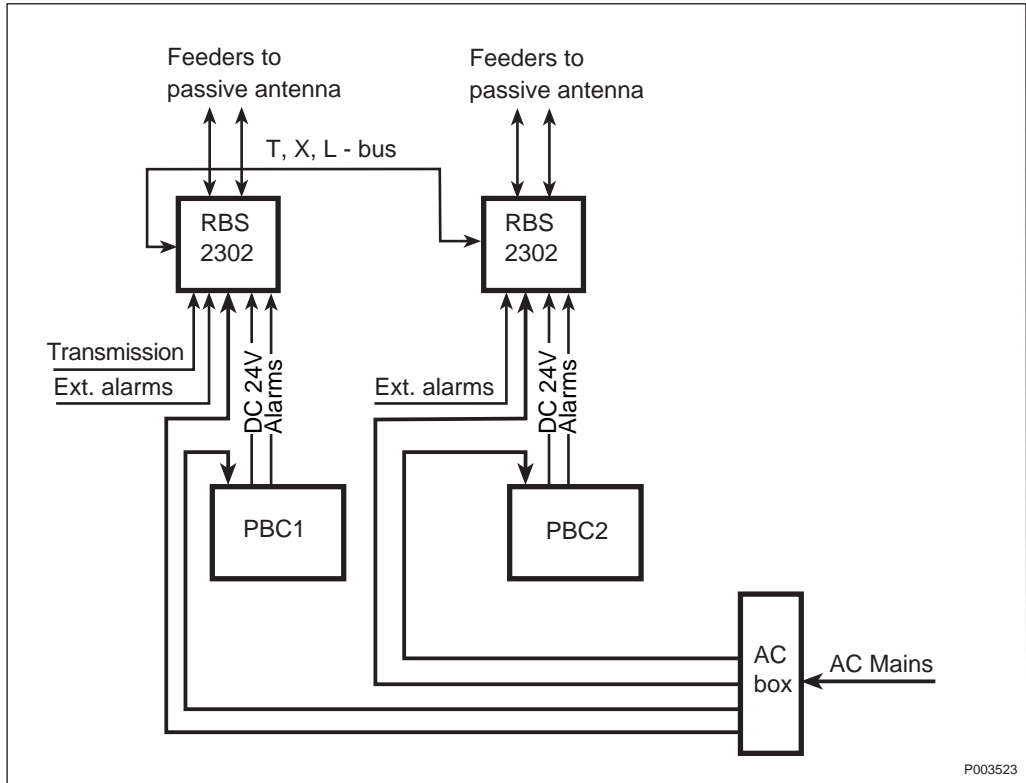 Feeders to
passive antenna
Feeders to
passive antenna
T, X, L - bus
RBS
2302
RBS
2302
Transmission
Ext. alarms
DC 24V
Alarms
Ext. alarms
DC 24V
Alarms
PBC1
PBC2
AC
box
AC Mains
P003523